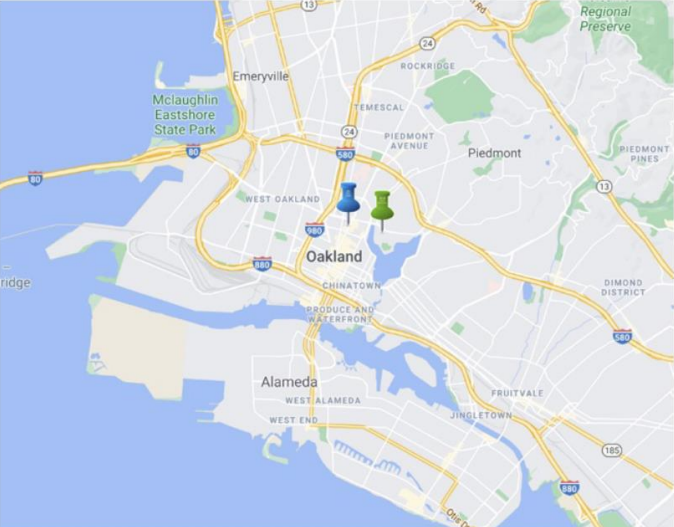 13
Regional
Preserve
Rd
24
ROCKRIDGE
Emeryville
Mclaughlin
Eastshore
State Park
TEMESCAL
24
PIEDMONT
AVENUE
80
580
Piedmont
PIEDMONT
PINES
80
13
WEST OAKLAND
980
Oakland
880
ridge
CHINATOWN
DIMOND
DISTRICT
PRODUCE AND
WATERFRONT
580
Alameda
FRUITVALE
WEST ALAMEDA
JINGLETOWN
WEST END
185
880
Otis D